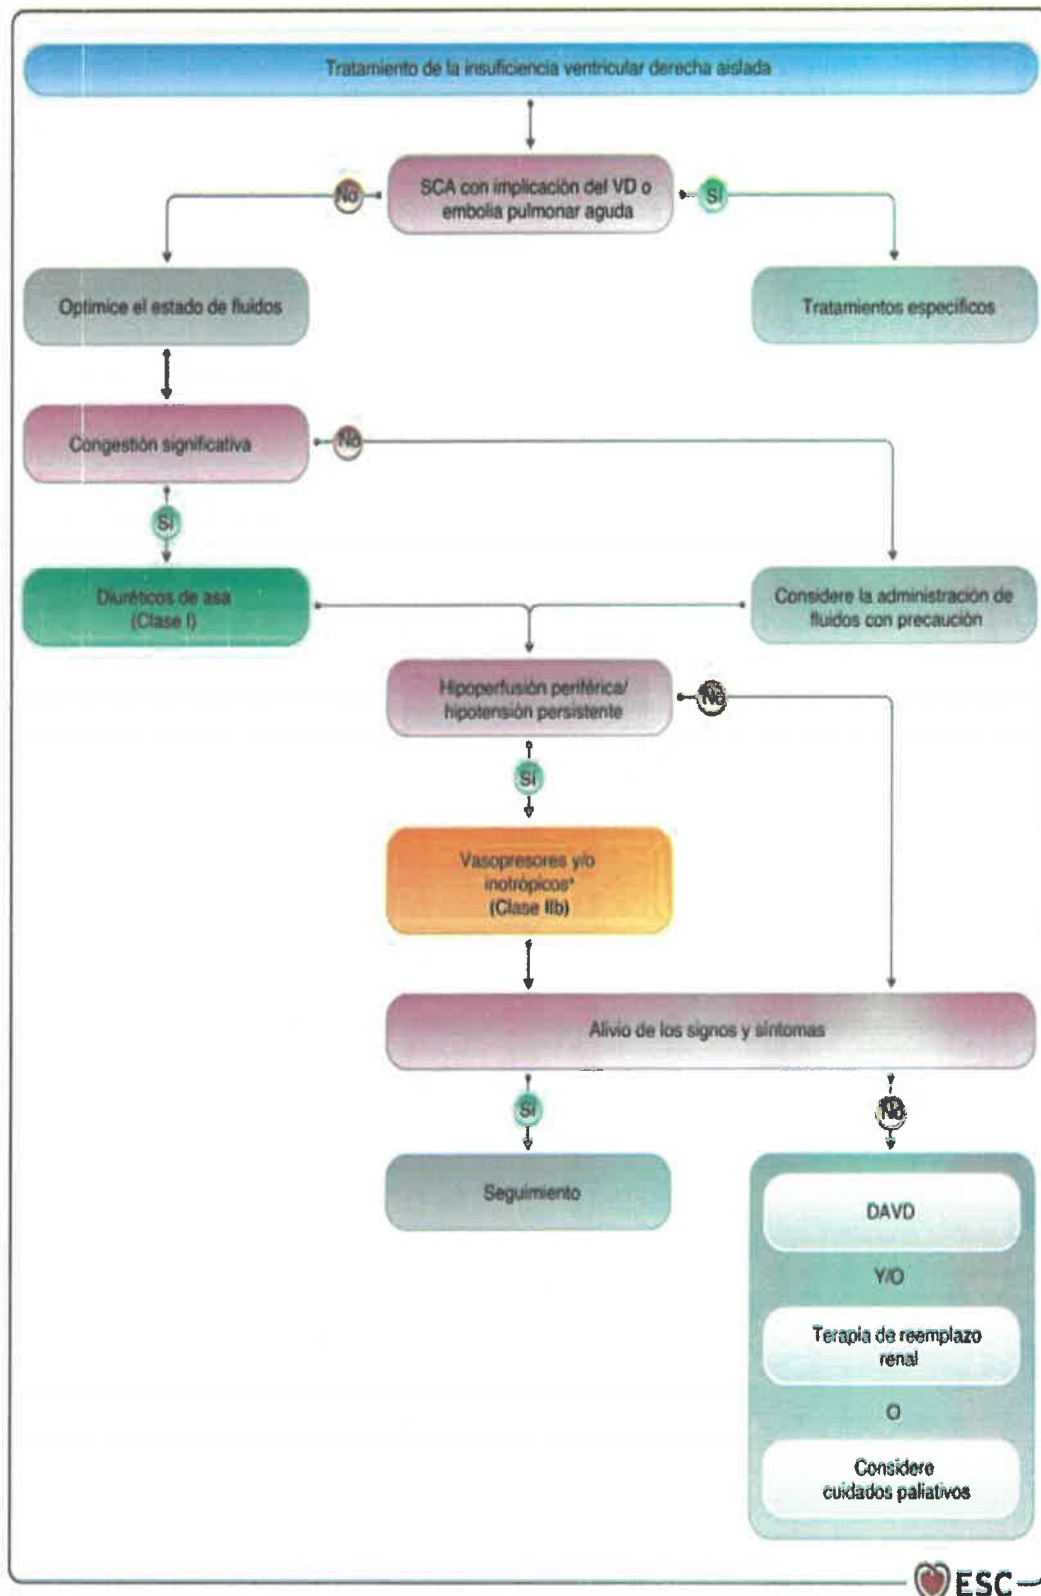 Tratamiento de la insuficiencia ventricular derecha aislada
No
SCA con implicación del VD o
embolia pulmonar aguda
Sí
Optimice el estado de fluidos
Tratamientos específicos
Congestión significativa
No
Sí
Diuréticos de asa
(Clase I)
Considere la administración de
fluidos con precaución
Hipoperfusión periférica/
hipotensión persistente
No
Sí
Vasopresores y/o
inotrópicos*
(Clase IIb)
Alivio de los signos y síntomas
Sí
No
Seguimiento
DAVD
Y/O
Terapia de reemplazo
renal
O
Considere
cuidados paliativos
ESC